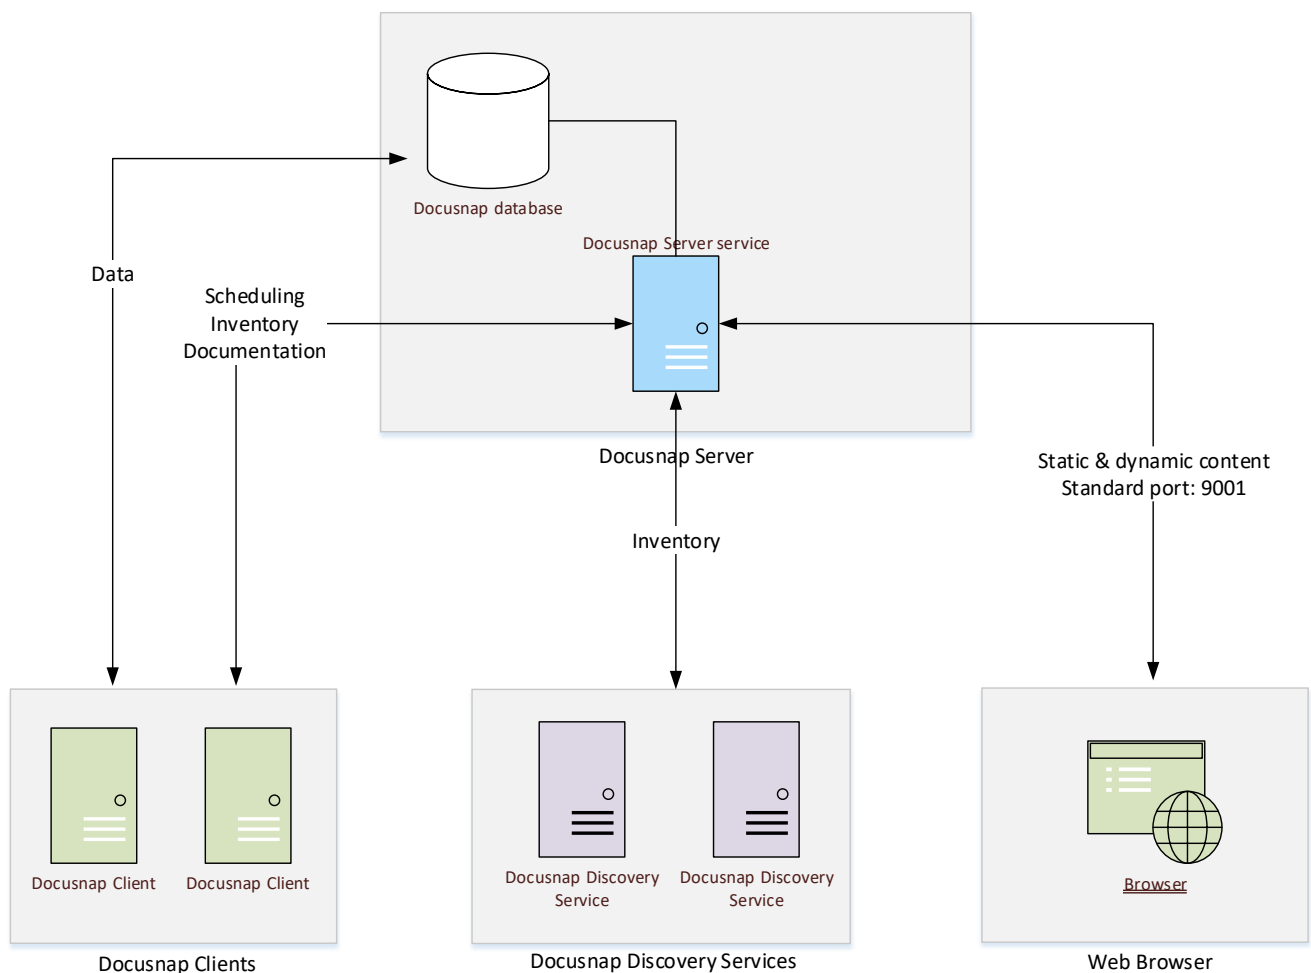 Docusnap database
Docusnap Server service
Data
Scheduling
Inventory
Documentation
Docusnap Server
Static & dynamic content
Standard port: 9001
Inventory
Docusnap Client
Docusnap Client
Docusnap Discovery
Service
Docusnap Discovery
Service
Browser
Docusnap Clients
Docusnap Discovery Services
Web Browser